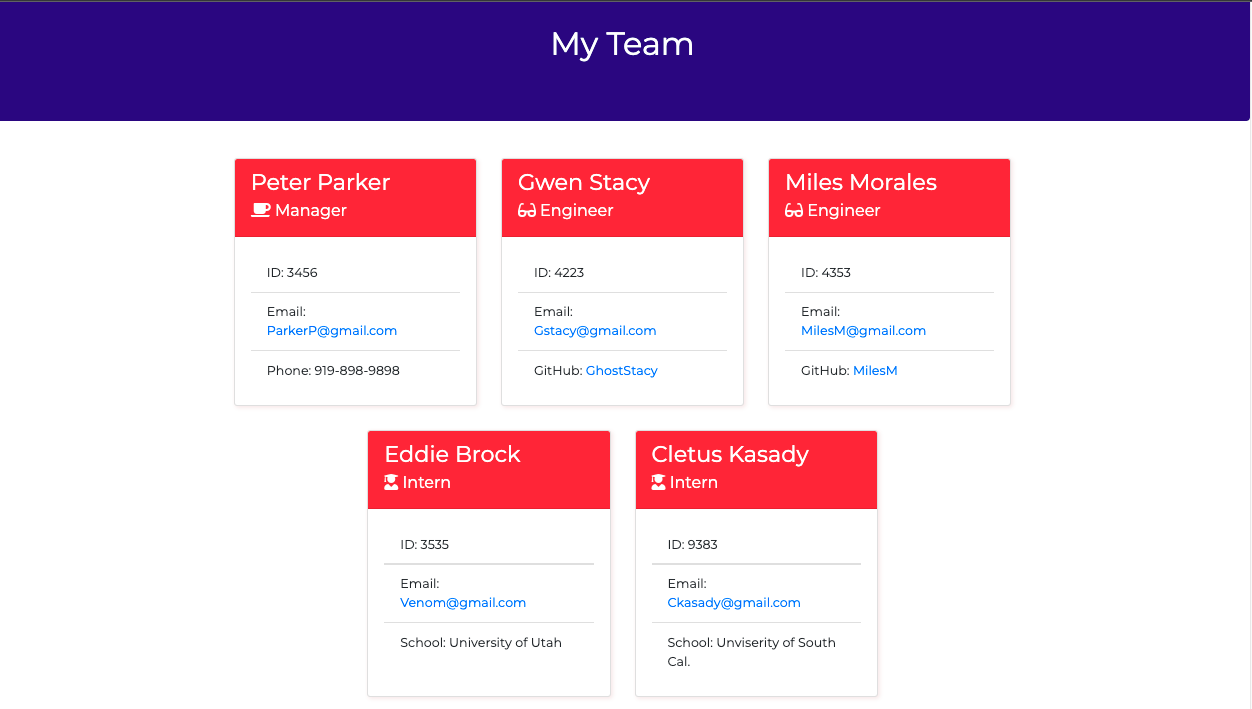 My Team
Peter Parker
Manager
ID: 3456
Email:
ParkerP@gmail.com
Phone: 919-898-9898
Gwen Stacy
Engineer
ID: 4223
Email:
Gstacy@gmail.com
GitHub: GhostStacy
Miles Morales
Engineer
ID: 4353
Email:
MilesM@gmail.com
GitHub: MilesM
Eddie Brock
Intern
ID: 3535
Email:
Venom@gmail.com
School: University of Utah
Cletus Kasady
Intern
ID: 9383
Email:
Ckasady@gmail.com
School: Unviserity of South
Cal.